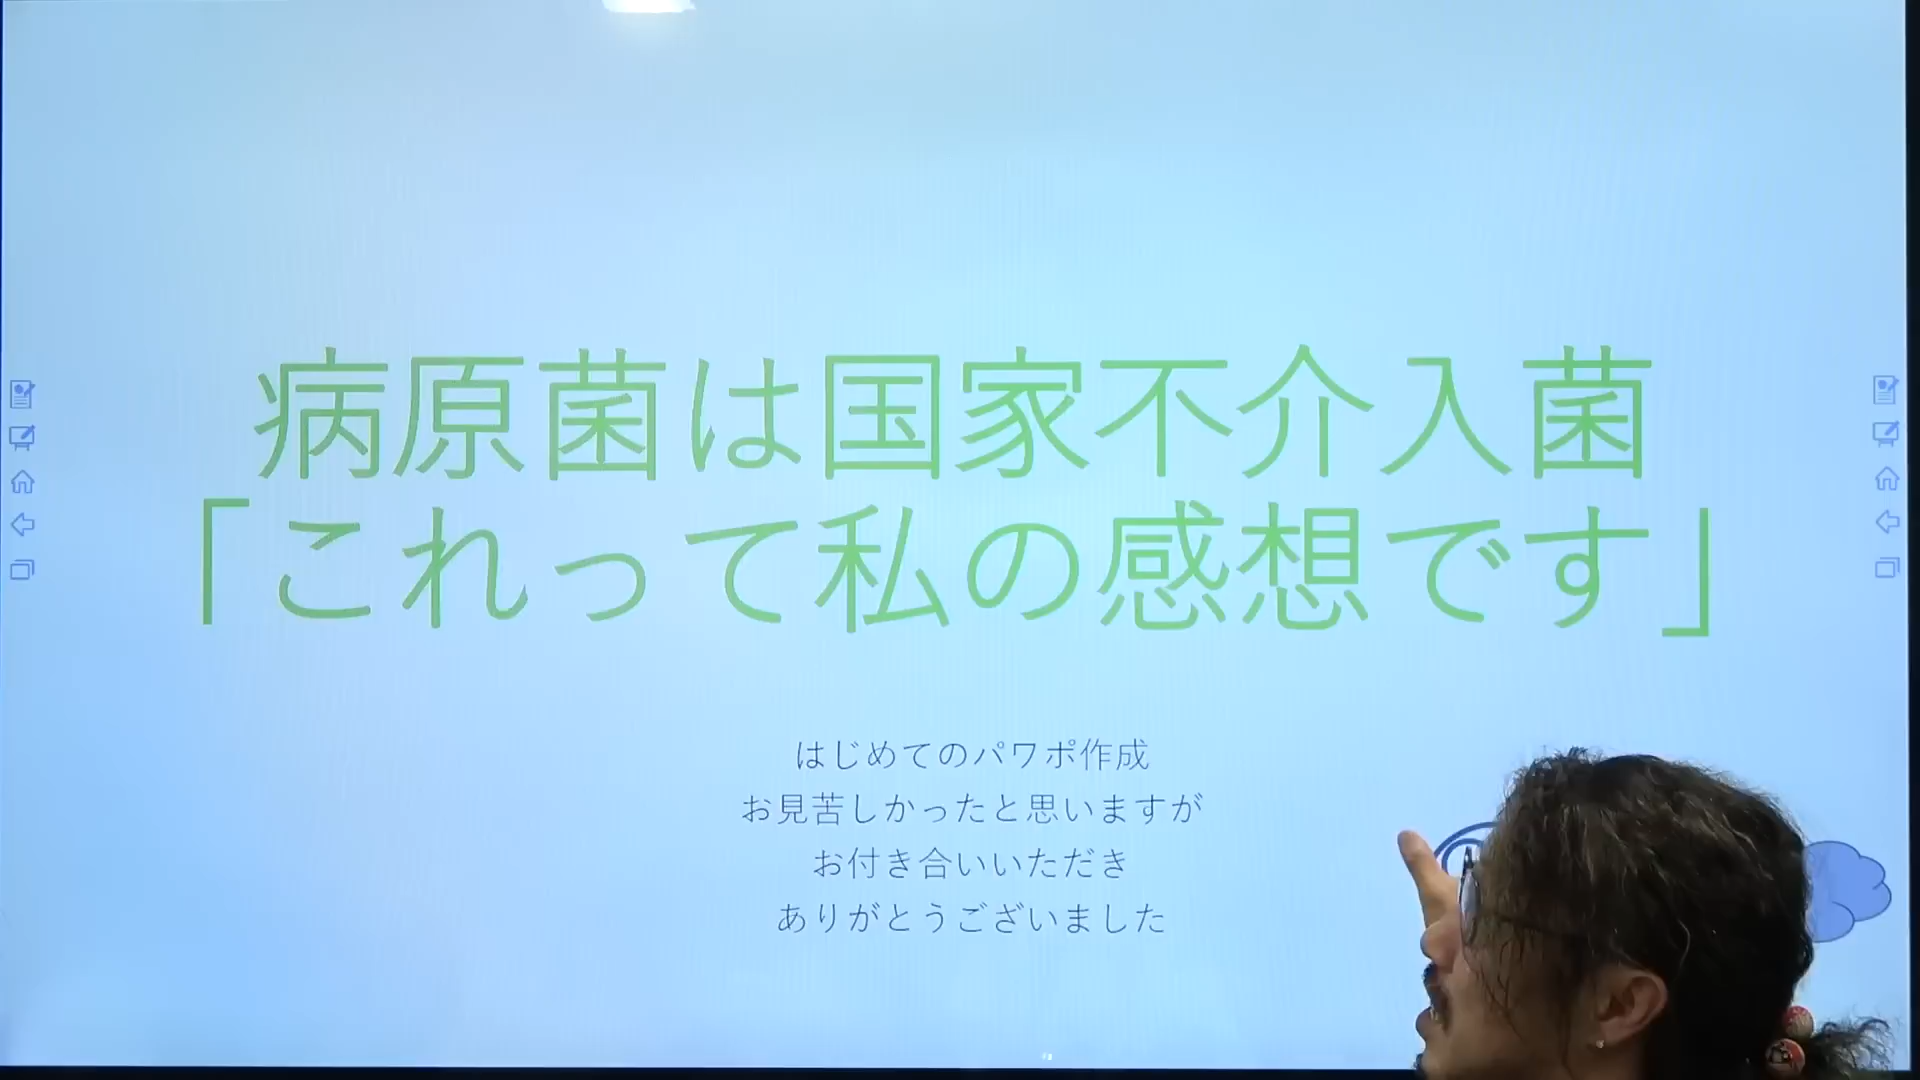 病原菌は国家不介入菌
「これって私の感想です」
はじめてのパワポ作成
お見苦しかったと思いますが
お付き合いいただき
ありがとうございました